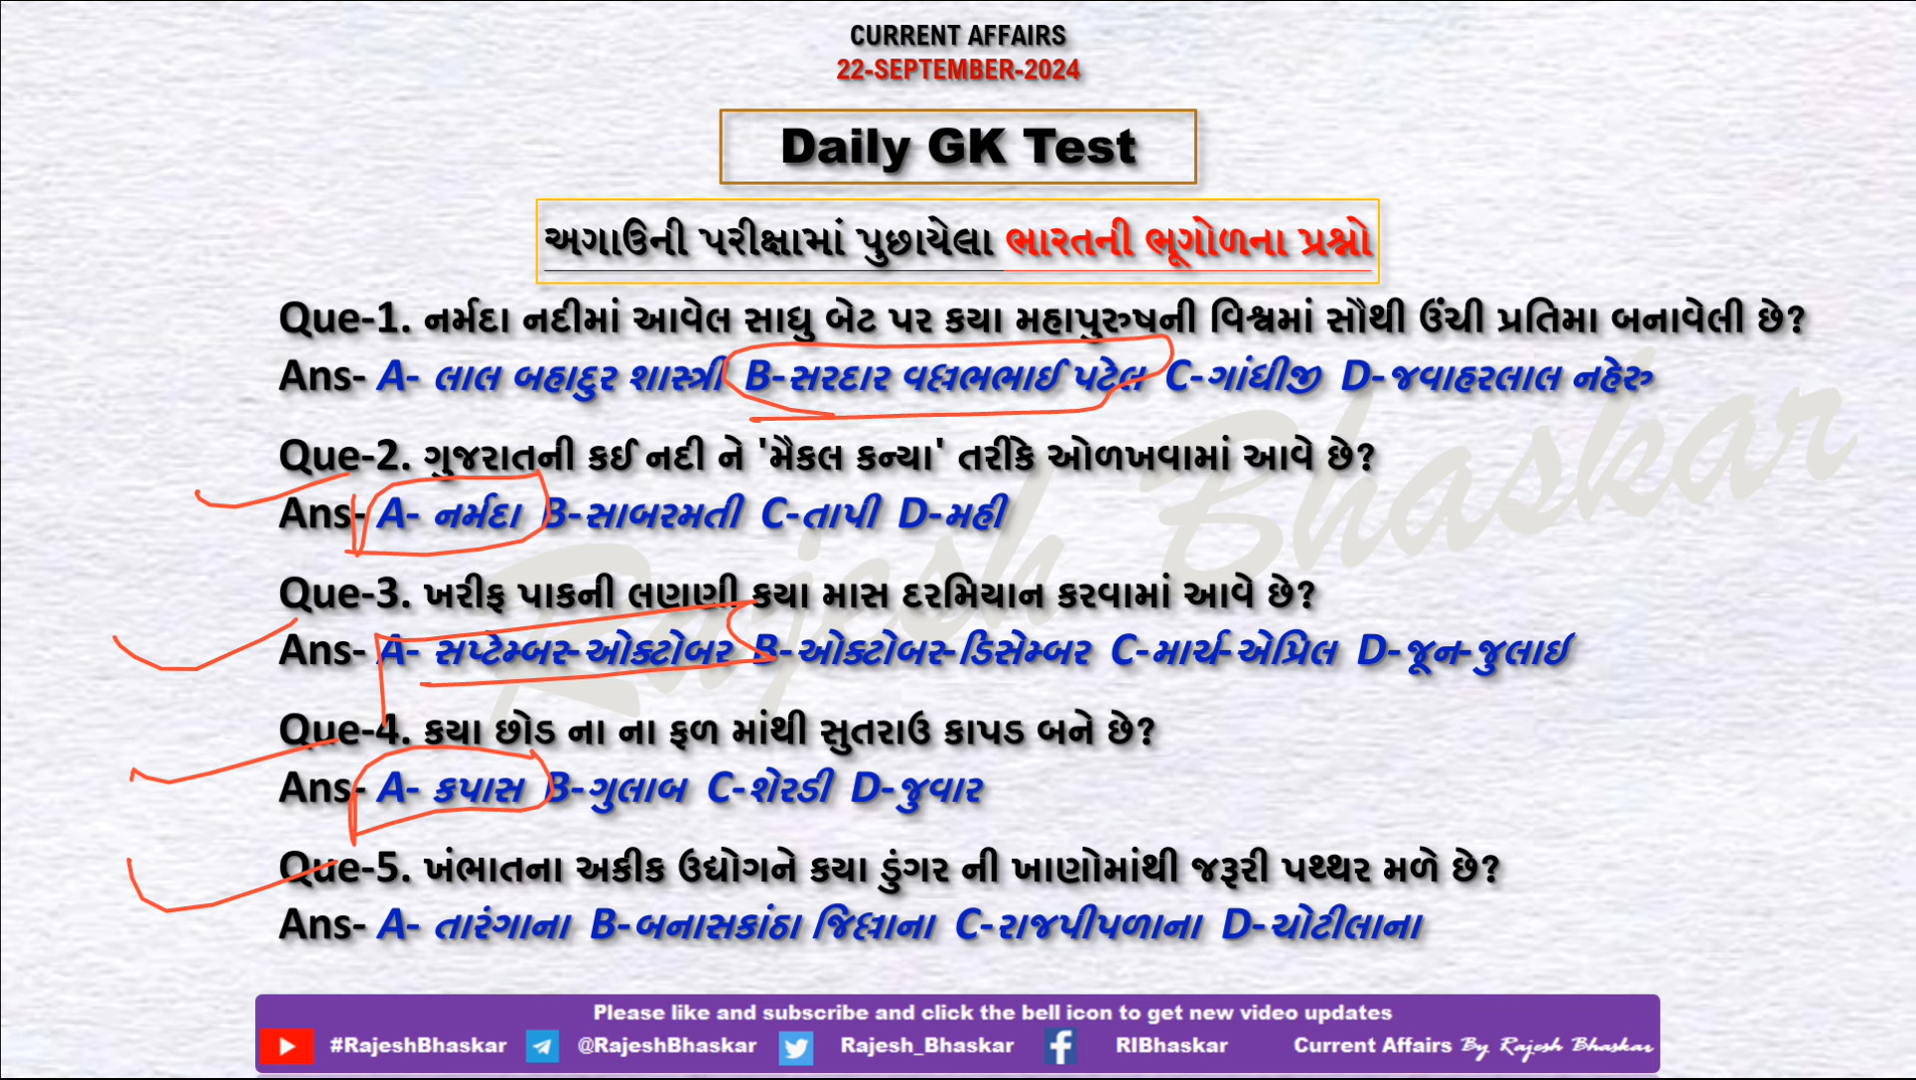 CURRENT AFFAIRS
22-SEPTEMBER-2024
Daily GK Test
અગાઉની પરીક્ષામાં પુછાયેલા ભારતની ભૂગોળના પ્રશ્નો
Que-1. નર્મદા નદીમાં આવેલ સાધુ બેટ પર કયા મહાપુરુષની વિશ્વમાં સૌથી ઉંચી પ્રતિમા બનાવેલી છે?
Ans- A- લાલ બહાદુર શાસ્ત્રી B-સરદાર વલ્લભભાઈ પટેલ C-ગાંધીજી D-જવાહરલાલ નહેરુ
Que-2. ગુજરાતની કઈ નદી ને 'મૈકલ કન્યા' તરીકે ઓળખવામાં આવે છે?
Ans- A- નર્મદા B-સાબરમતી C-તાપી D-મહી
Que-3. ખરીફ પાકની લણણી કયા માસ દરમિયાન કરવામાં આવે છે?
Ans- A- સપ્ટેમ્બર-ઓક્ટોબર B-ઓક્ટોબર-ડિસેમ્બર C-માર્ચ-એપ્રિલ D-જૂન-જુલાઈ
Que-4. કયા છોડ ના ના ફળ માંથી સુતરાઉ કાપડ બને છે?
Ans- A- કપાસ B-ગુલાબ C-શેરડી D-જુવાર
Que-5. ખંભાતના અકીક ઉદ્યોગને કયા ડુંગર ની ખાણોમાંથી જરૂરી પથ્થર મળે છે?
Ans- A- તારંગાના B-બનાસકાંઠા જિલ્લાના C-રાજપીપળાના D-ચોટીલાના
Rajesh Bhaskar
Please like and subscribe and click the bell icon to get new video updates
#RajeshBhaskar @RajeshBhaskar Rajesh_Bhaskar RIBhaskar Current Affairs By Rajesh Bhaskar